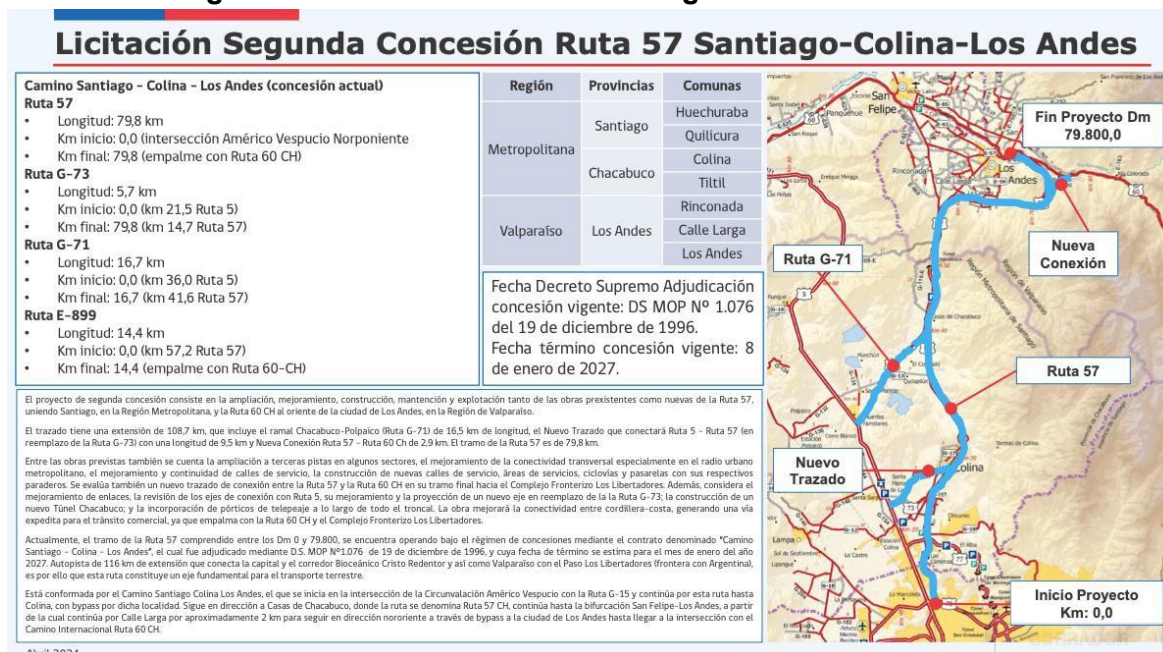 Licitación Segunda Concesión Ruta 57 Santiago-Colina-Los Andes
Camino Santiago - Colina - Los Andes (concesión actual)
Ruta 57
• Longitud: 79,8 km
• Km inicio: 0,0 (intersección Américo Vespucio Norponiente
• Km final: 79,8 (empalme con Ruta 60 CH)
Ruta G-73
• Longitud: 5,7 km
• Km inicio: 0,0 (km 21,5 Ruta 5)
• Km final: 79,8 (km 14,7 Ruta 57)
Ruta G-71
• Longitud: 16,7 km
• Km inicio: 0,0 (km 36,0 Ruta 5)
• Km final: 16,7 (km 41,6 Ruta 57)
Ruta E-899
• Longitud: 14,4 km
• Km inicio: 0,0 (km 57,2 Ruta 57)
• Km final: 14,4 (empalme con Ruta 60-CH)
Región Provincias Comunas
Metropolitana Santiago Huechuraba
Quilicura
Chacabuco Colina
Tiltil
Valparaíso Los Andes Rinconada
Calle Larga
Los Andes
Fecha Decreto Supremo Adjudicación
concesión vigente: DS MOP Nº 1.076
del 19 de diciembre de 1996.
Fecha término concesión vigente: 8
de enero de 2027.
El proyecto de segunda concesión consiste en la ampliación, mejoramiento, construcción, mantención y explotación tanto de las obras prexistentes como nuevas de la Ruta 57,
uniendo Santiago, en la Región Metropolitana, y la Ruta 60 CH al oriente de la ciudad de Los Andes, en la Región de Valparaíso.
El trazado tiene una extensión de 108,7 km, que incluye el ramal Chacabuco-Polpaico (Ruta G-71) de 16,5 km de longitud, el Nuevo Trazado que conectará Ruta 5 - Ruta 57 (en
reemplazo de la Ruta G-73) con una longitud de 9,5 km y Nueva Conexión Ruta 57 - Ruta 60 Ch de 2,9 km. El tramo de la Ruta 57 es de 79,8 km.
Entre las obras previstas también se cuenta la ampliación a terceras pistas en algunos sectores, el mejoramiento de la conectividad transversal especialmente en el radio urbano
metropolitano, el mejoramiento y continuidad de calles de servicio, la construcción de nuevas calles de servicio, áreas de servicios, ciclovías y pasarelas con sus respectivos
paraderos. Se evalúa también un nuevo trazado de conexión entre la Ruta 57 y la Ruta 60 CH en su tramo final hacia el Complejo Fronterizo Los Libertadores. Además, considera el
mejoramiento de enlaces, la revisión de los ejes de conexión con Ruta 5, su mejoramiento y la proyección de un nuevo eje en reemplazo de la la Ruta G-73; la construcción de un
nuevo Túnel Chacabuco; y la incorporación de pórticos de telepeaje a lo largo de todo el troncal. La obra mejorará la conectividad entre cordillera-costa, generando una vía
expedita para el tránsito comercial, ya que empalma con la Ruta 60 CH y el Complejo Fronterizo Los Libertadores.
Actualmente, el tramo de la Ruta 57 comprendido entre los Dm 0 y 79.800, se encuentra operando bajo el régimen de concesiones mediante el contrato denominado "Camino
Santiago - Colina - Los Andes", el cual fue adjudicado mediante D.S. MOP Nº1.076 de 19 de diciembre de 1996, y cuya fecha de término se estima para el mes de enero del año
2027. Autopista de 116 km de extensión que conecta la capital y el corredor Bioceánico Cristo Redentor y así como Valparaíso con el Paso Los Libertadores (frontera con Argentina),
es por ello que esta ruta constituye un eje fundamental para el transporte terrestre.
Está conformada por el Camino Santiago Colina Los Andes, el que se inicia en la intersección de la Circunvalación Américo Vespucio con la Ruta G-15 y continúa por esta ruta hasta
Colina, con bypass por dicha localidad. Sigue en dirección a Casas de Chacabuco, donde la ruta se denomina Ruta 57 CH, continúa hasta la bifurcación San Felipe-Los Andes, a partir
de la cual continúa por Calle Larga por aproximadamente 2 km para seguir en dirección nororiente a través de bypass a la ciudad de Los Andes hasta llegar a la intersección con el
Camino Internacional Ruta 60 CH.
Fin Proyecto Dm
79.800,0
Nueva
Conexión
Ruta G-71
Ruta 57
Nuevo
Trazado
Inicio Proyecto
Km: 0,0
San
Felipe
Los
Andes
Colina
Panquehue
Rinconada
Calle Larga
Casas de Chacabuco
Huechún
Quilapilún
Polpaico
Cerro Blanco
Termas de Colina
Lampa
Lo Castro
Estación
Colina